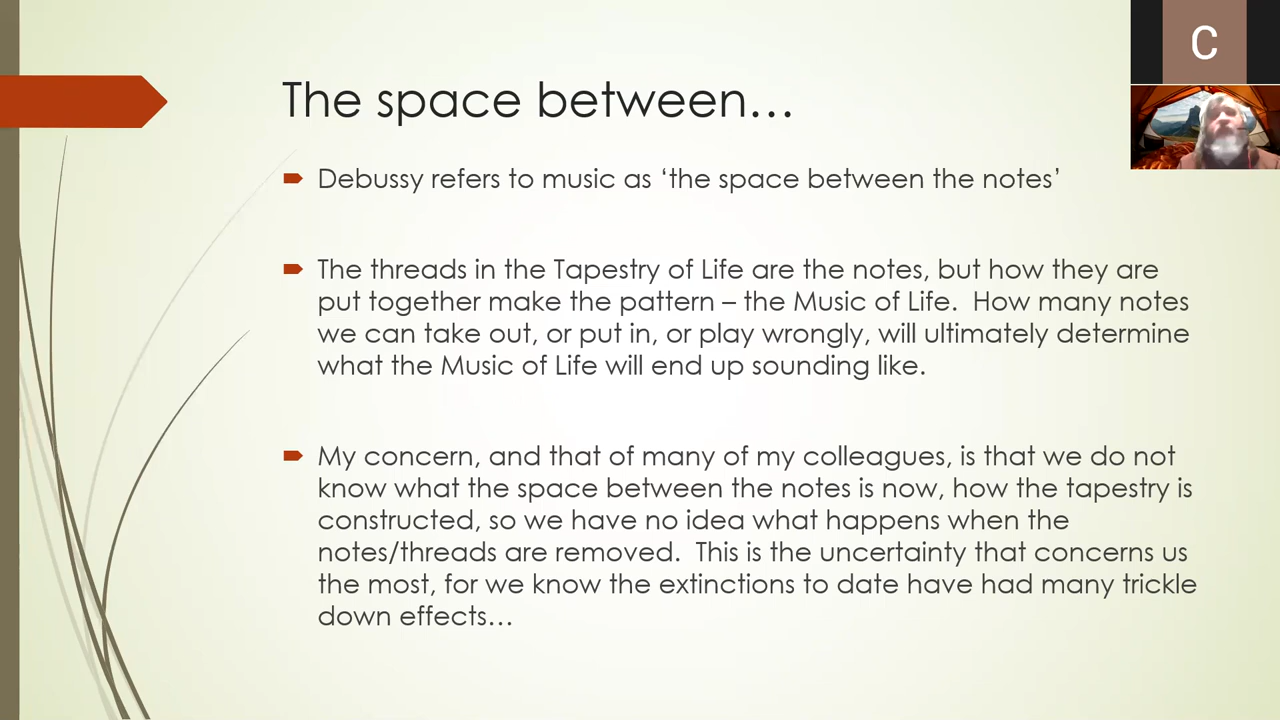 C
The space between…
Debussy refers to music as ‘the space between the notes’
The threads in the Tapestry of Life are the notes, but how they are
put together make the pattern – the Music of Life.  How many notes
we can take out, or put in, or play wrongly, will ultimately determine
what the Music of Life will end up sounding like.
My concern, and that of many of my colleagues, is that we do not
know what the space between the notes is now, how the tapestry is
constructed, so we have no idea what happens when the
notes/threads are removed.  This is the uncertainty that concerns us
the most, for we know the extinctions to date have had many trickle
down effects…